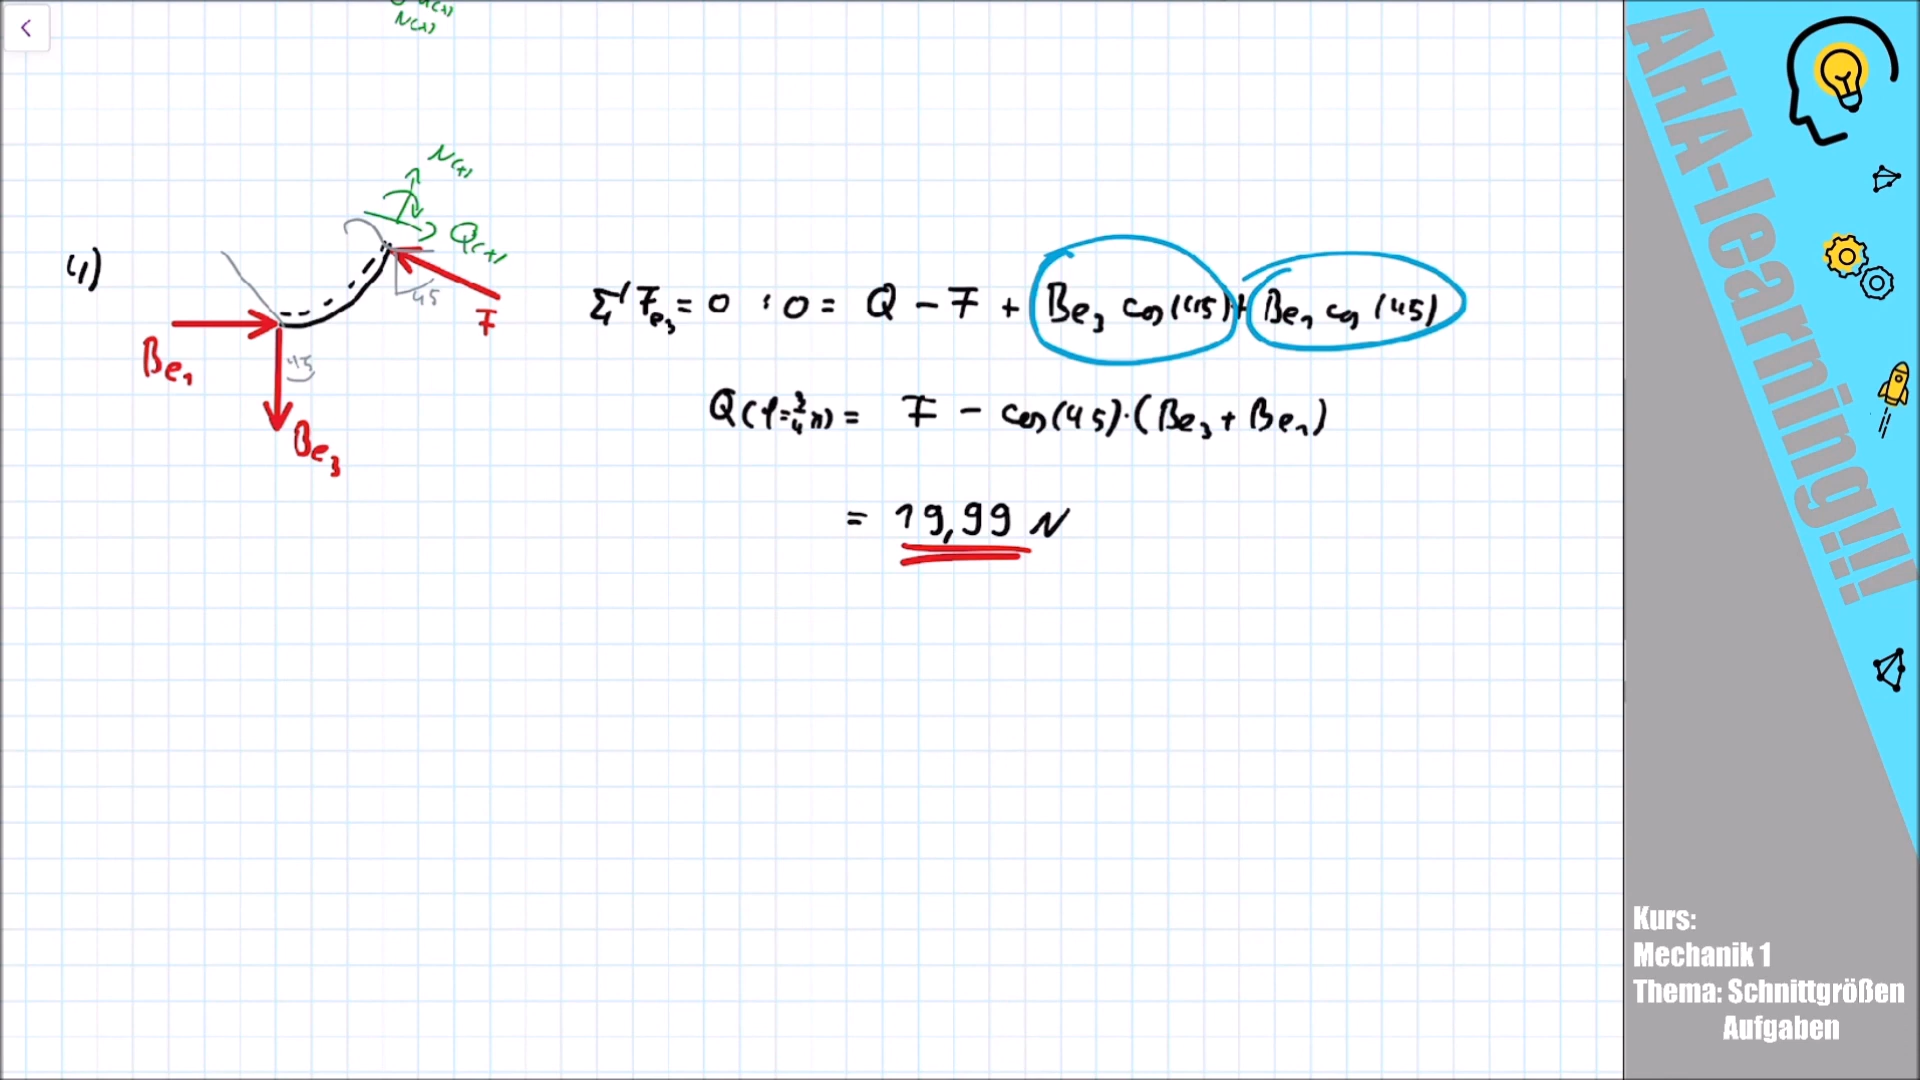 N(x)
N(x)
4)
Q(x)
45
F
ΣF e₃ = 0 : 0 = Q - F + Be₃ cos(45) + Be₁ cos(45)
Be₁
45
Be₃
Q(φ=¾π) = F - cos(45)·(Be₃ + Be₁)
= 19,99 N
AHA-learning!!!
Kurs:
Mechanik 1
Thema: Schnittgrößen
Aufgaben